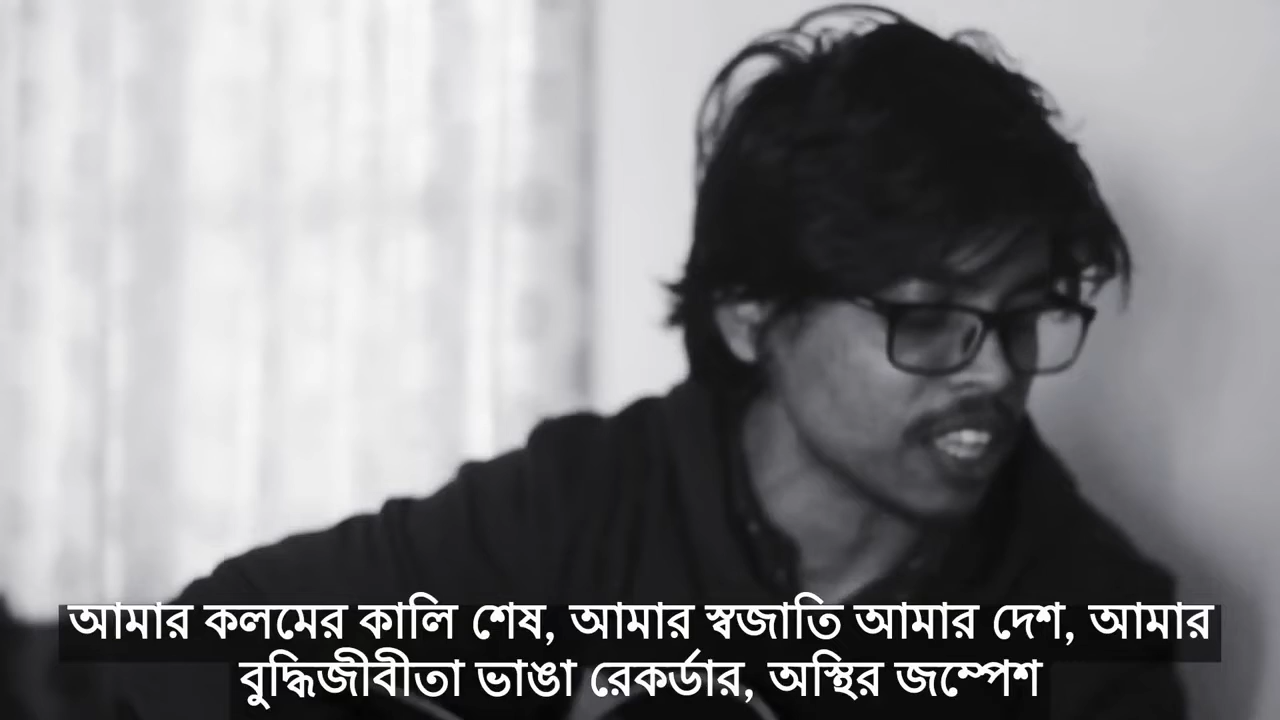 আমার কলমের কালি শেষ, আমার স্বজাতি আমার দেশ, আমার
বুদ্ধিজীবীতা ভাঙা রেকর্ডার, অস্থির জম্পেশ